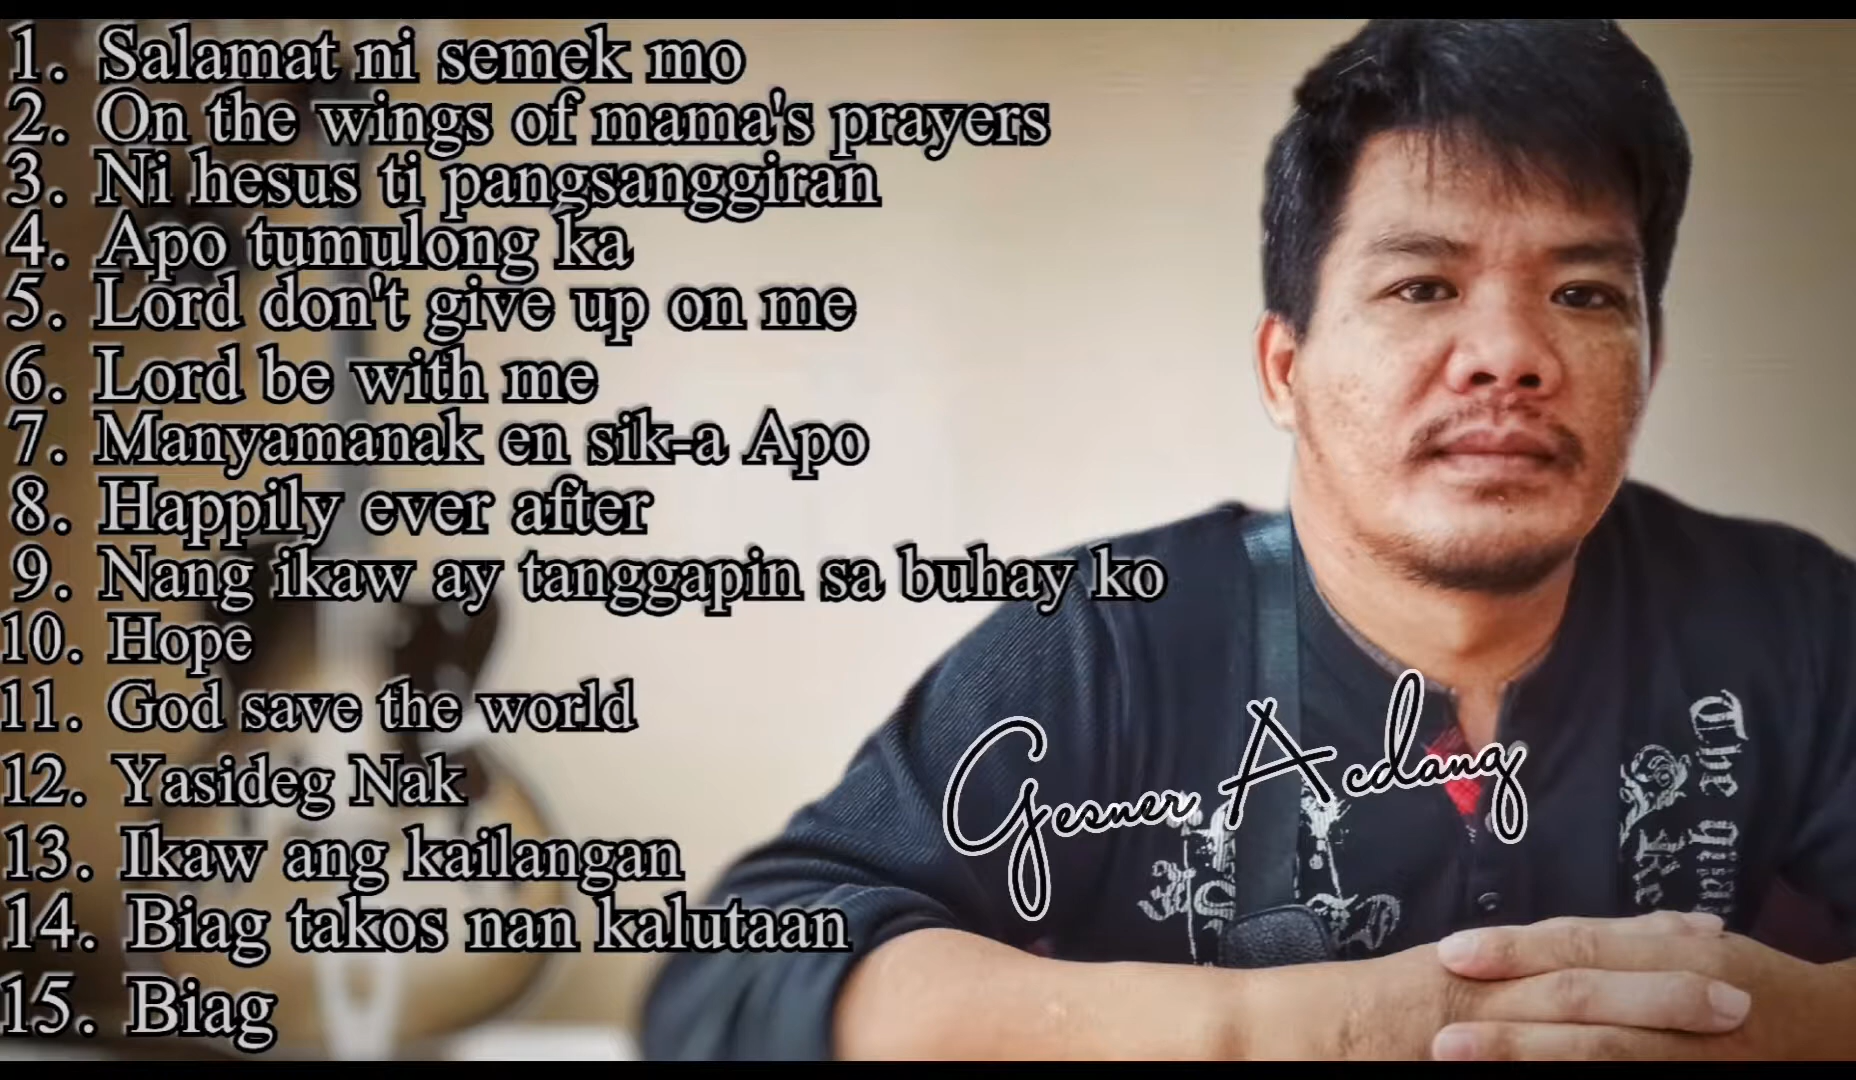 1. Salamat ni semek mo
2. On the wings of mama's prayers
3. Ni hesus ti pangsanggiran
4. Apo tumulong ka
5. Lord don't give up on me
6. Lord be with me
7. Manyamanak en sik-a Apo
8. Happily ever after
9. Nang ikaw ay tanggapin sa buhay ko
10. Hope
11. God save the world
12. Yasideg Nak
13. Ikaw ang kailangan
14. Biag takos nan kalutaan
15. Biag
Gesner Acdang
The